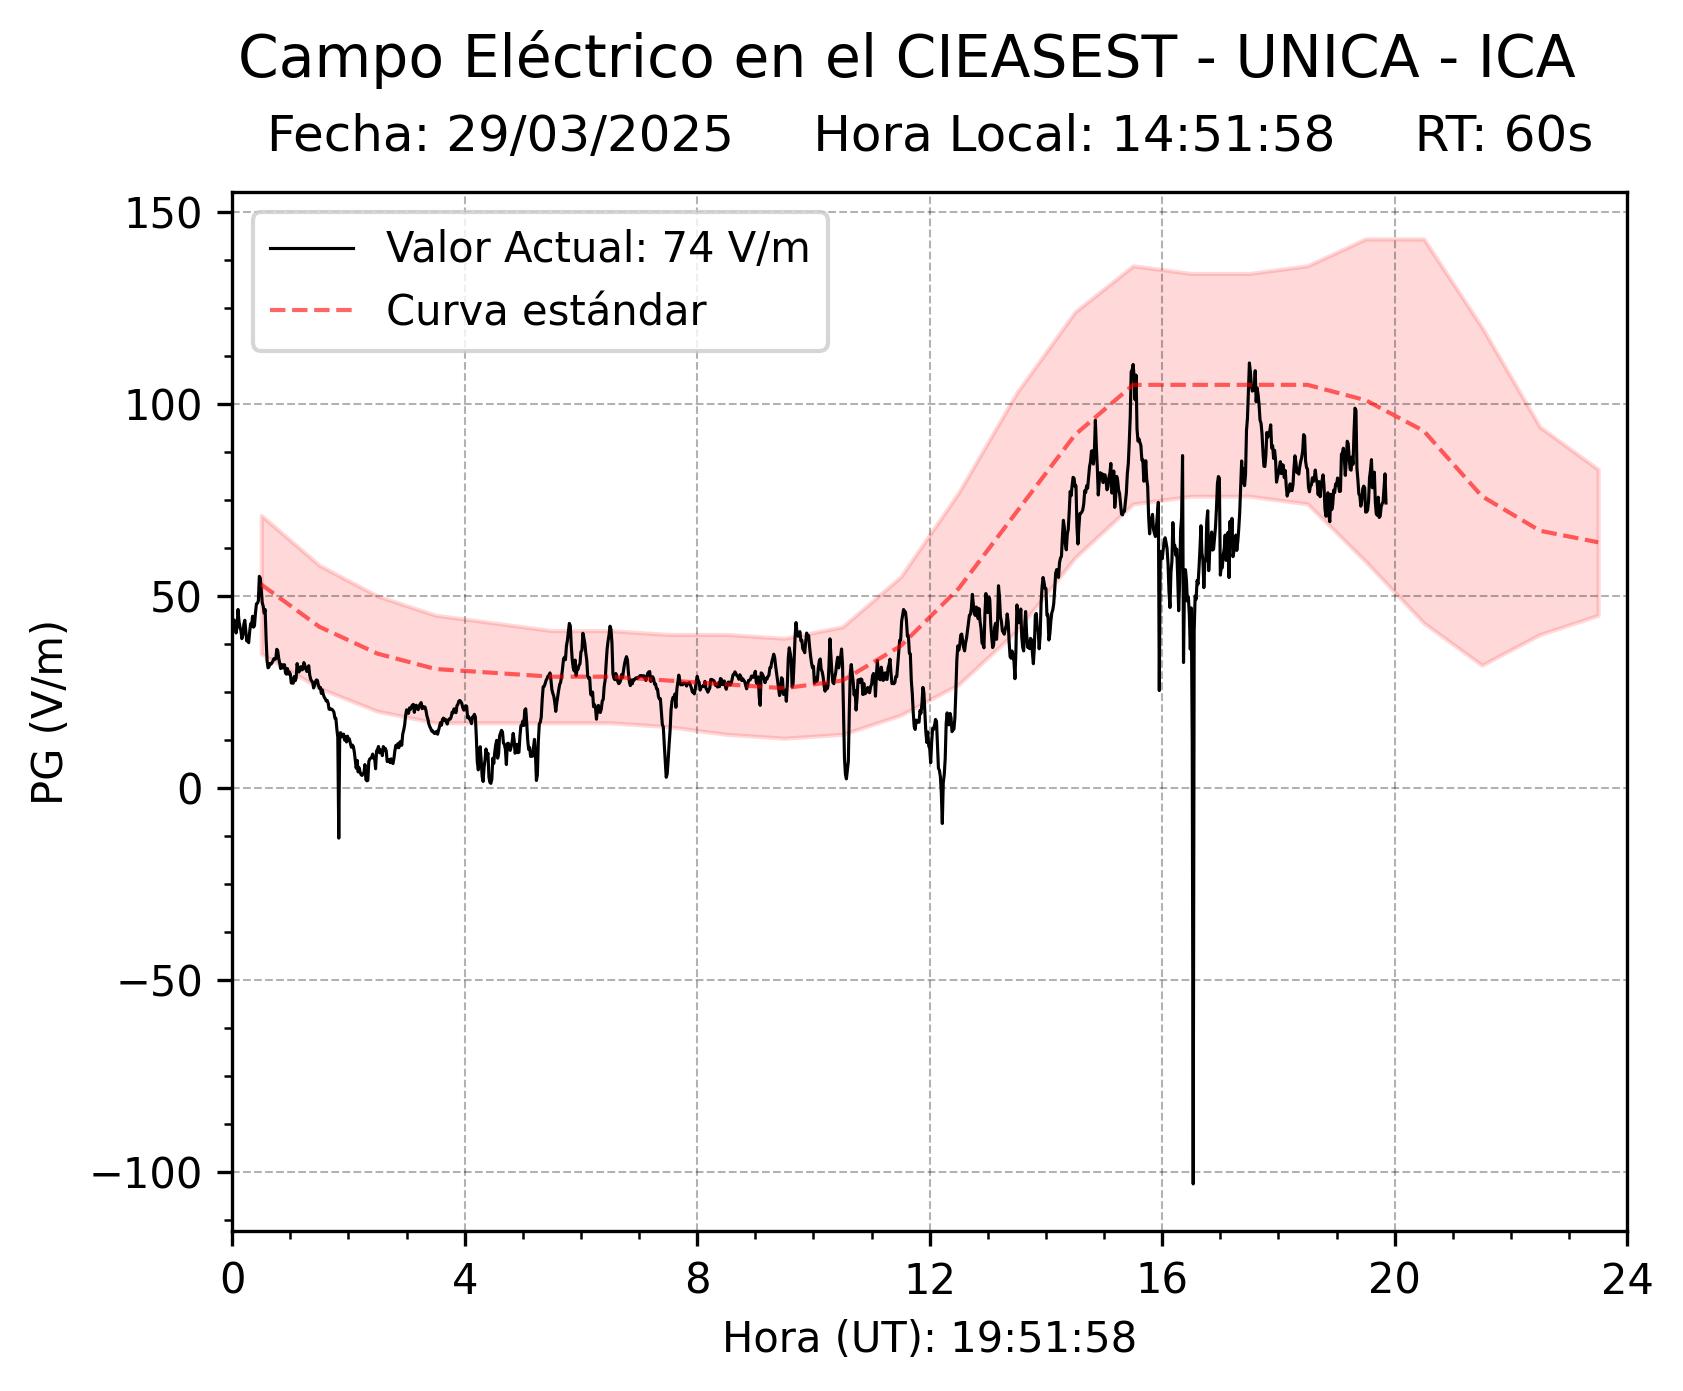 Campo Eléctrico en el CIEASEST - UNICA - ICA
Fecha: 29/03/2025 Hora Local: 14:51:58 RT: 60s
Valor Actual: 74 V/m
Curva estándar
PG (V/m)
150
100
50
0
−50
−100
0 4 8 12 16 20 24
Hora (UT): 19:51:58